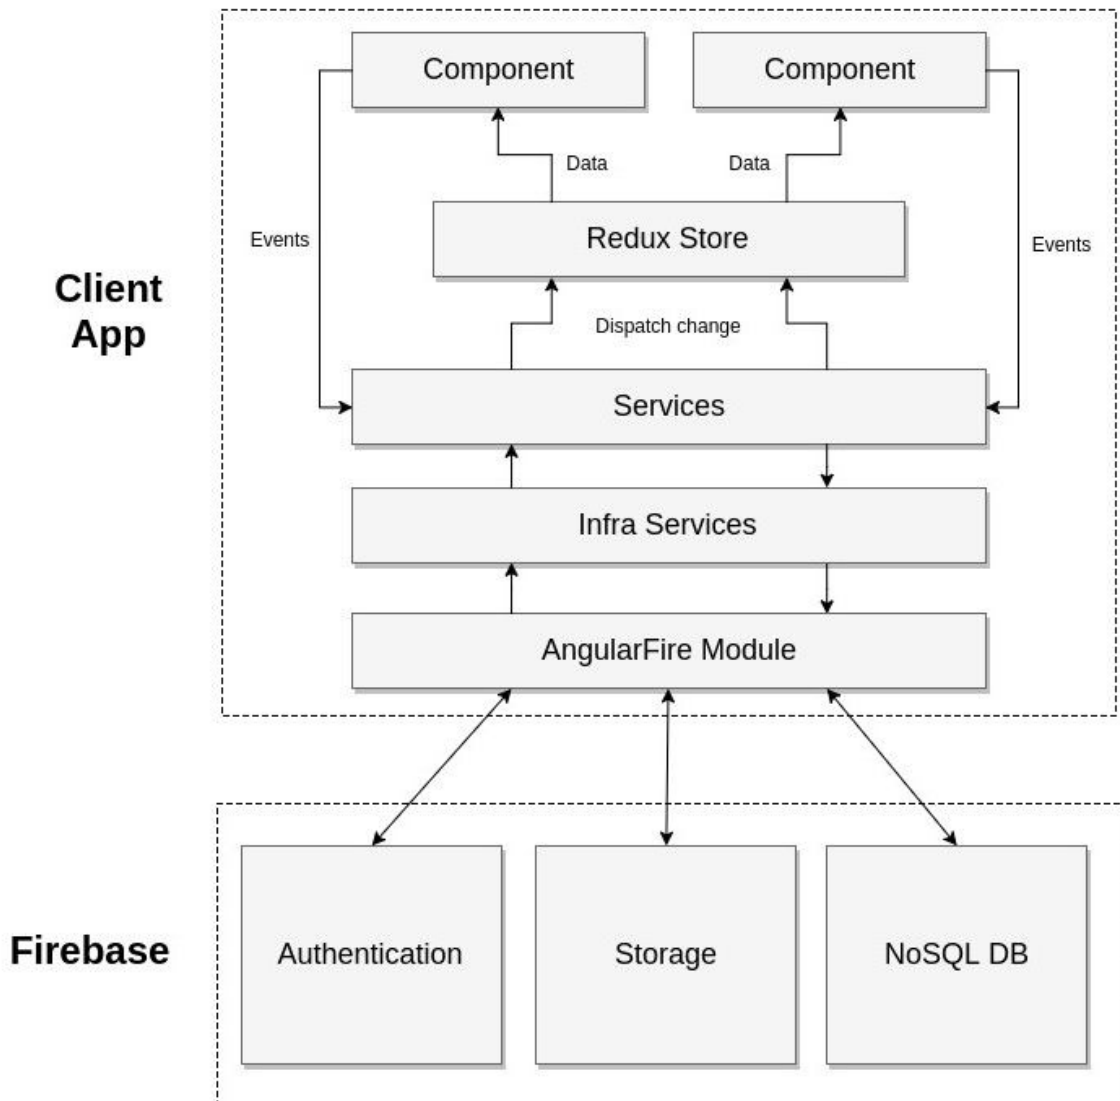 Component
Component
Data
Data
Redux Store
Events
Events
Client
App
Dispatch change
Services
Infra Services
AngularFire Module
Firebase
Authentication
Storage
NoSQL DB